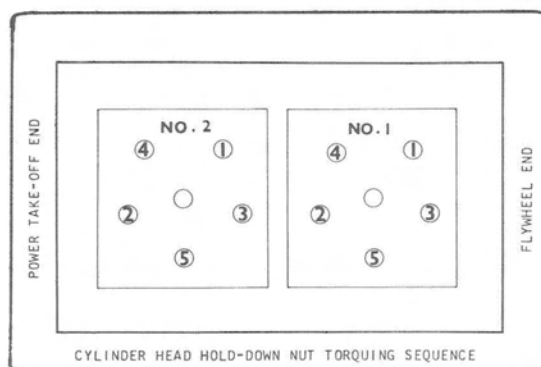 POWER TAKE-OFF END
NO.2
4 1
2 3
5
NO.1
4 1
2 3
5
FLYWHEEL END
CYLINDER HEAD HOLD-DOWN NUT TORQUING SEQUENCE